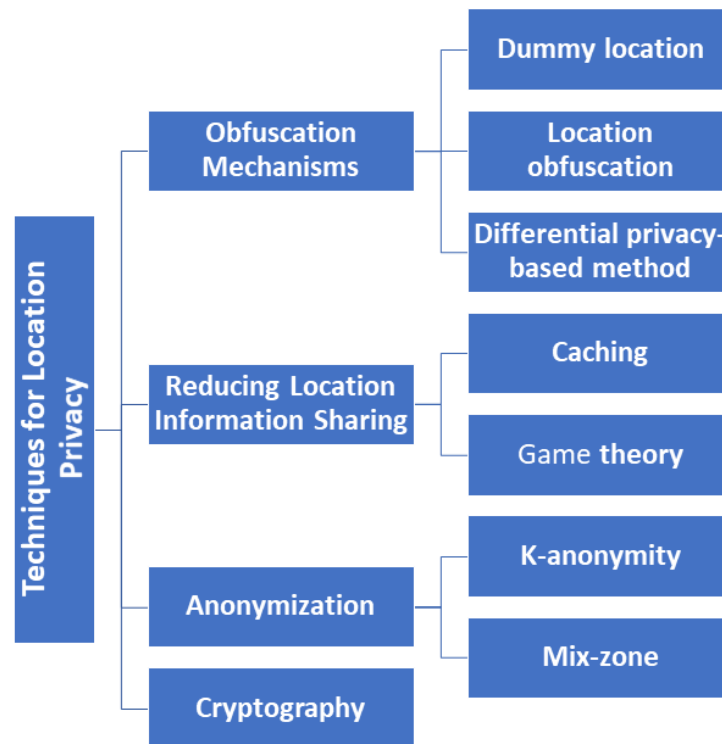 Techniques for Location
Privacy
Obfuscation
Mechanisms
Dummy location
Location
obfuscation
Differential privacy-
based method
Reducing Location
Information Sharing
Caching
Game theory
Anonymization
K-anonymity
Mix-zone
Cryptography